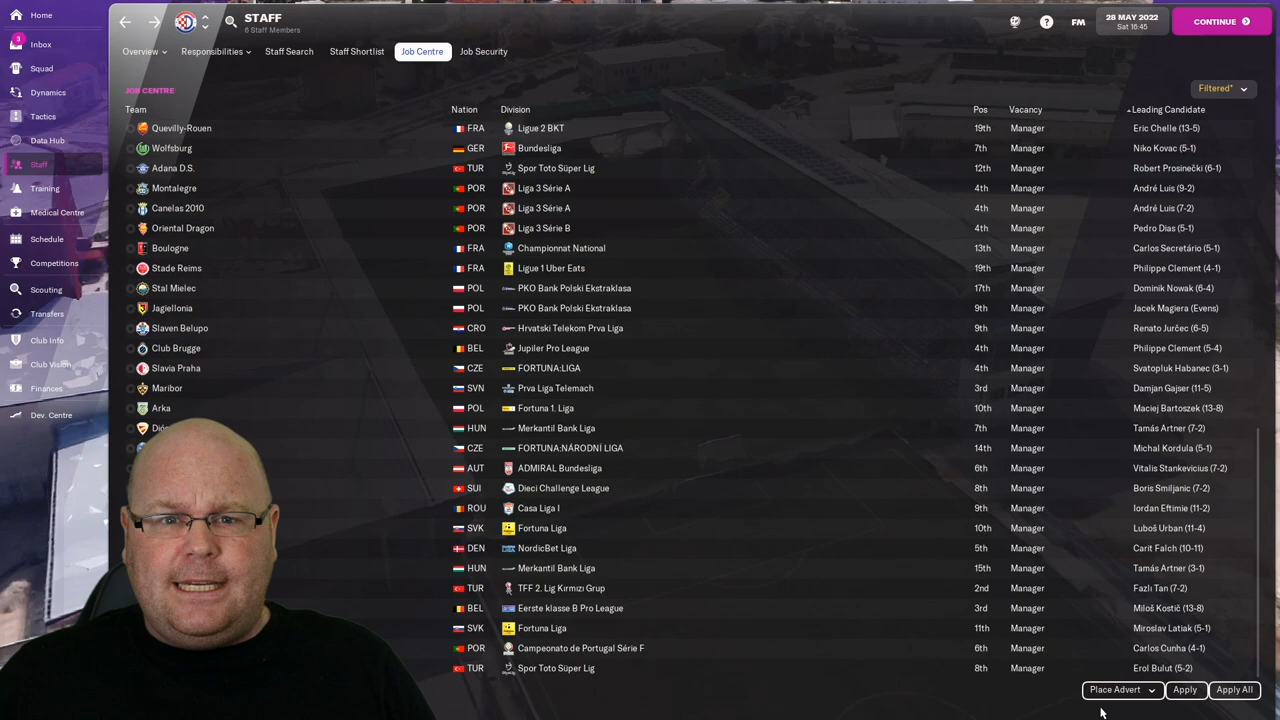 Home
STAFF
6 Staff Members
FM
28 MAY 2022
Sat 16:45
CONTINUE
3
Inbox
Squad
Dynamics
Tactics
Data Hub
Staff
Training
Medical Centre
Schedule
Competitions
Scouting
Transfers
Club Info
Club Vision
Finances
Dev. Centre
Overview Responsibilities Staff Search Staff Shortlist Job Centre Job Security
JOB CENTRE
Filtered*
Team Nation Division Pos Vacancy Leading Candidate
Quevilly-Rouen FRA Ligue 2 BKT 19th Manager Eric Chelle (13-5)
Wolfsburg GER Bundesliga 7th Manager Niko Kovac (5-1)
Adana D.S. TUR Spor Toto Süper Lig 12th Manager Robert Prosinečki (6-1)
Montalegre POR Liga 3 Série A 4th Manager André Luis (9-2)
Canelas 2010 POR Liga 3 Série A 4th Manager André Luis (7-2)
Oriental Dragon POR Liga 3 Série B 4th Manager Pedro Dias (5-1)
Boulogne FRA Championnat National 13th Manager Carlos Secretário (5-1)
Stade Reims FRA Ligue 1 Uber Eats 19th Manager Philippe Clement (4-1)
Stal Mielec POL PKO Bank Polski Ekstraklasa 17th Manager Dominik Nowak (6-4)
Jagiellonia POL PKO Bank Polski Ekstraklasa 9th Manager Jacek Magiera (Evens)
Slaven Belupo CRO Hrvatski Telekom Prva Liga 9th Manager Renato Jurčec (6-5)
Club Brugge BEL Jupiler Pro League 4th Manager Philippe Clement (5-4)
Slavia Praha CZE FORTUNA:LIGA 4th Manager Svatopluk Habanec (3-1)
Maribor SVN Prva Liga Telemach 3rd Manager Damjan Gajser (11-5)
Arka POL Fortuna 1. Liga 10th Manager Maciej Bartoszek (13-8)
HUN Merkantil Bank Liga 7th Manager Tamás Artner (7-2)
CZE FORTUNA:NÁRODNÍ LIGA 14th Manager Michal Kordula (5-1)
AUT ADMIRAL Bundesliga 6th Manager Vitalis Stankevicius (7-2)
SUI Dieci Challenge League 8th Manager Boris Smiljanic (7-2)
ROU Casa Liga I 9th Manager Iordan Eftimie (11-2)
SVK Fortuna Liga 10th Manager Luboš Urban (11-4)
DEN NordicBet Liga 5th Manager Carit Falch (10-11)
HUN Merkantil Bank Liga 15th Manager Tamás Artner (3-1)
TUR TFF 2. Lig Kırmızı Grup 2nd Manager Fazlı Tan (7-2)
BEL Eerste klasse B Pro League 3rd Manager Miloš Kostič (13-8)
SVK Fortuna Liga 11th Manager Miroslav Latiak (5-1)
POR Campeonato de Portugal Série F 6th Manager Carlos Cunha (4-1)
TUR Spor Toto Süper Lig 8th Manager Erol Bulut (5-2)
Place Advert Apply Apply All